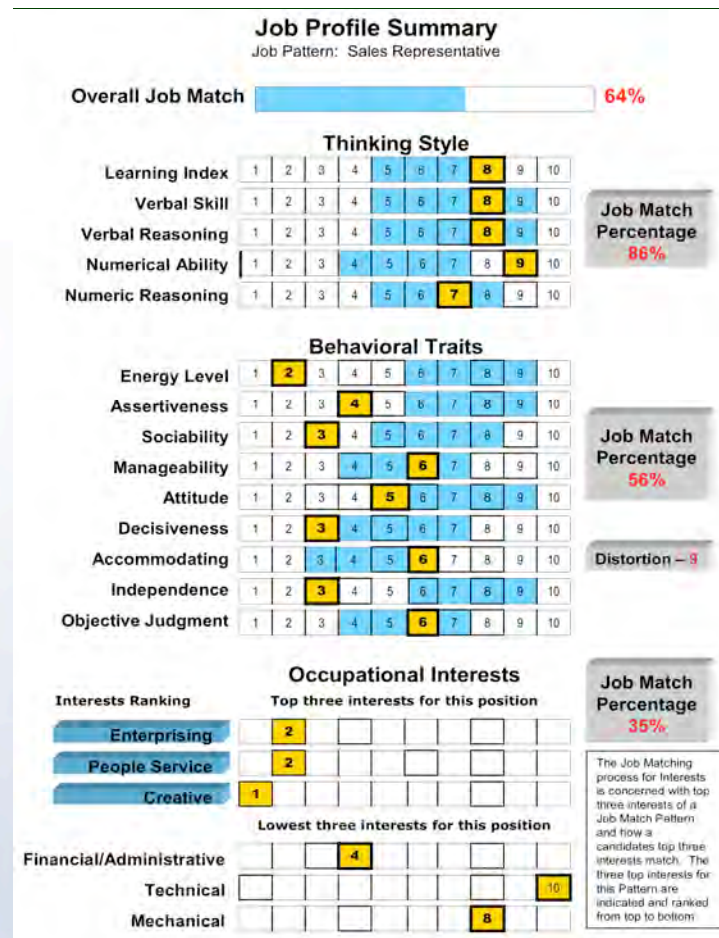 Job Profile Summary
Job Pattern: Sales Representative
Overall Job Match 64%
Thinking Style
Learning Index 1 2 3 4 5 6 7 8 9 10
Verbal Skill 1 2 3 4 5 6 7 8 9 10
Verbal Reasoning 1 2 3 4 5 6 7 8 9 10
Numerical Ability 1 2 3 4 5 6 7 8 9 10
Numeric Reasoning 1 2 3 4 5 6 7 8 9 10
Job Match
Percentage
86%
Behavioral Traits
Energy Level 1 2 3 4 5 6 7 8 9 10
Assertiveness 1 2 3 4 5 6 7 8 9 10
Sociability 1 2 3 4 5 6 7 8 9 10
Manageability 1 2 3 4 5 6 7 8 9 10
Attitude 1 2 3 4 5 6 7 8 9 10
Decisiveness 1 2 3 4 5 6 7 8 9 10
Accommodating 1 2 3 4 5 6 7 8 9 10
Independence 1 2 3 4 5 6 7 8 9 10
Objective Judgment 1 2 3 4 5 6 7 8 9 10
Job Match
Percentage
56%
Distortion – 9
Occupational Interests
Interests Ranking Top three interests for this position
Enterprising 2
People Service 2
Creative 1
Lowest three interests for this position
Financial/Administrative 4
Technical 10
Mechanical 8
Job Match
Percentage
35%
The Job Matching
process for Interests
is concerned with top
three interests of a
Job Match Pattern
and how a
candidates top three
interests match. The
three top interests for
this Pattern are
indicated and ranked
from top to bottom